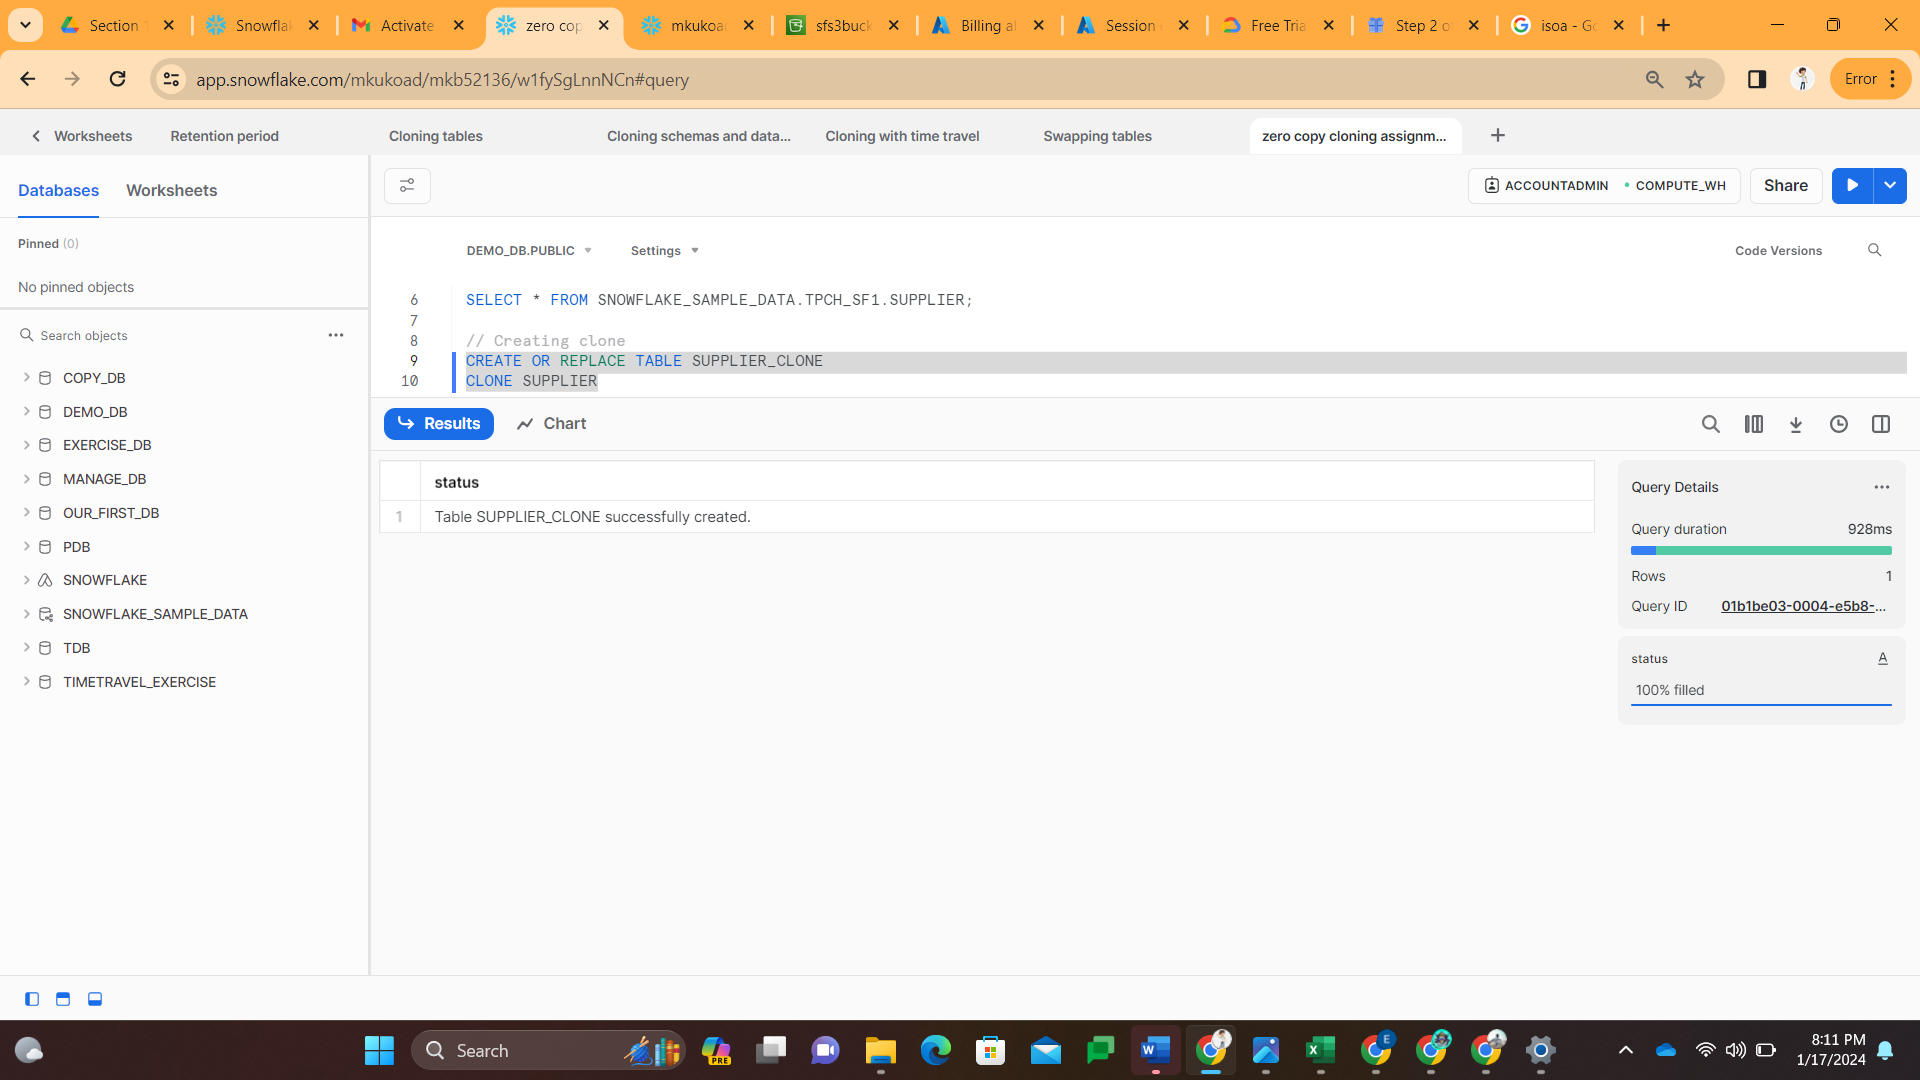 Section 1
Snowflak
Activate
zero cop
mkukoad
sfs3buck
Billing al
Session
Free Tria
Step 2 o
isoa - Go
app.snowflake.com/mkukoad/mkb52136/w1fySgLnnNCn#query
Error
Worksheets
Retention period
Cloning tables
Cloning schemas and data...
Cloning with time travel
Swapping tables
zero copy cloning assignm...
Databases
Worksheets
ACCOUNTADMIN
COMPUTE_WH
Share
Pinned (0)
No pinned objects
DEMO_DB.PUBLIC
Settings
Code Versions
6 SELECT * FROM SNOWFLAKE_SAMPLE_DATA.TPCH_SF1.SUPPLIER;
7
8 // Creating clone
9 CREATE OR REPLACE TABLE SUPPLIER_CLONE
10 CLONE SUPPLIER
Search objects
COPY_DB
DEMO_DB
EXERCISE_DB
MANAGE_DB
OUR_FIRST_DB
PDB
SNOWFLAKE
SNOWFLAKE_SAMPLE_DATA
TDB
TIMETRAVEL_EXERCISE
Results
Chart
status
1 Table SUPPLIER_CLONE successfully created.
Query Details
Query duration 928ms
Rows 1
Query ID 01b1be03-0004-e5b8-...
status A
100% filled
Search
PRE
W
X
E
8:11 PM
1/17/2024